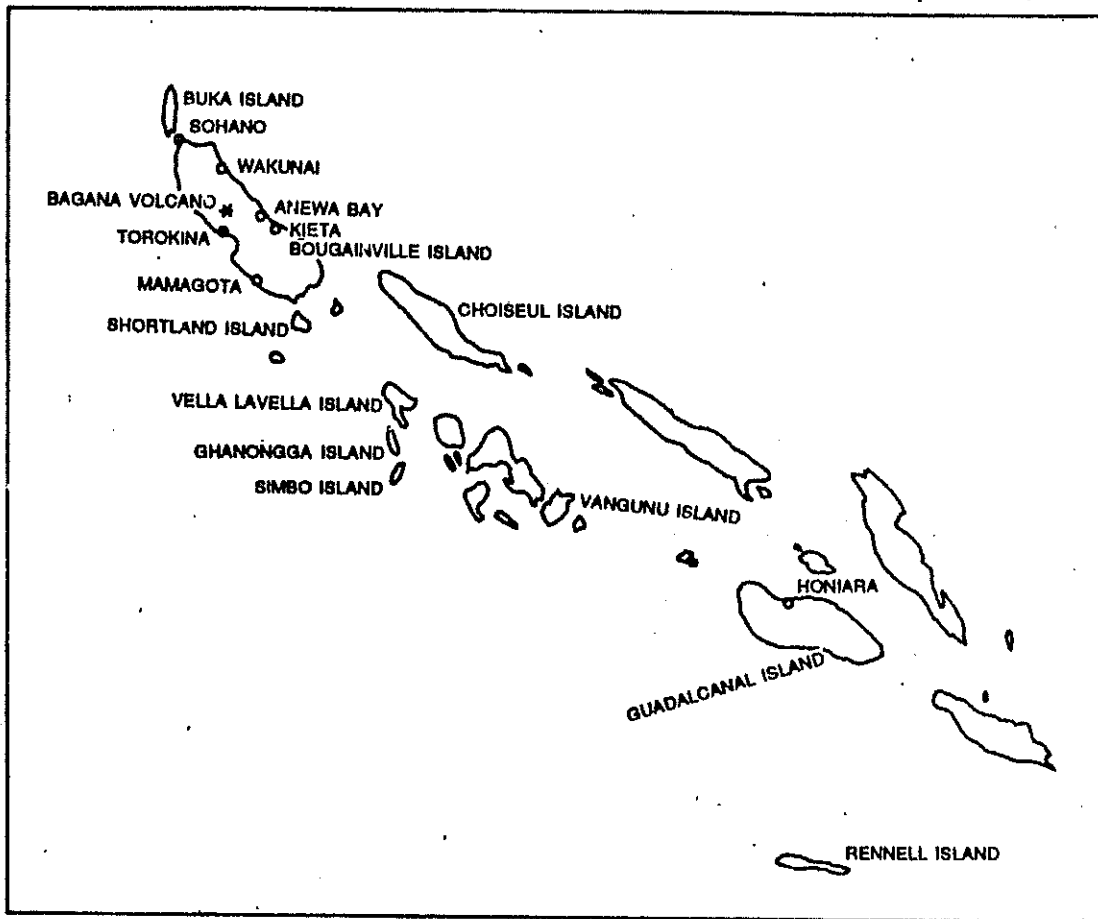 BUKA ISLAND
SOHANO
WAKUNAI
BAGANA VOLCANO
ANEWA BAY
KIETA
TOROKINA
BOUGAINVILLE ISLAND
MAMAGOTA
CHOISEUL ISLAND
SHORTLAND ISLAND
VELLA LAVELLA ISLAND
GHANONGGA ISLAND
SIMBO ISLAND
VANGUNU ISLAND
HONIARA
GUADALCANAL ISLAND
RENNELL ISLAND